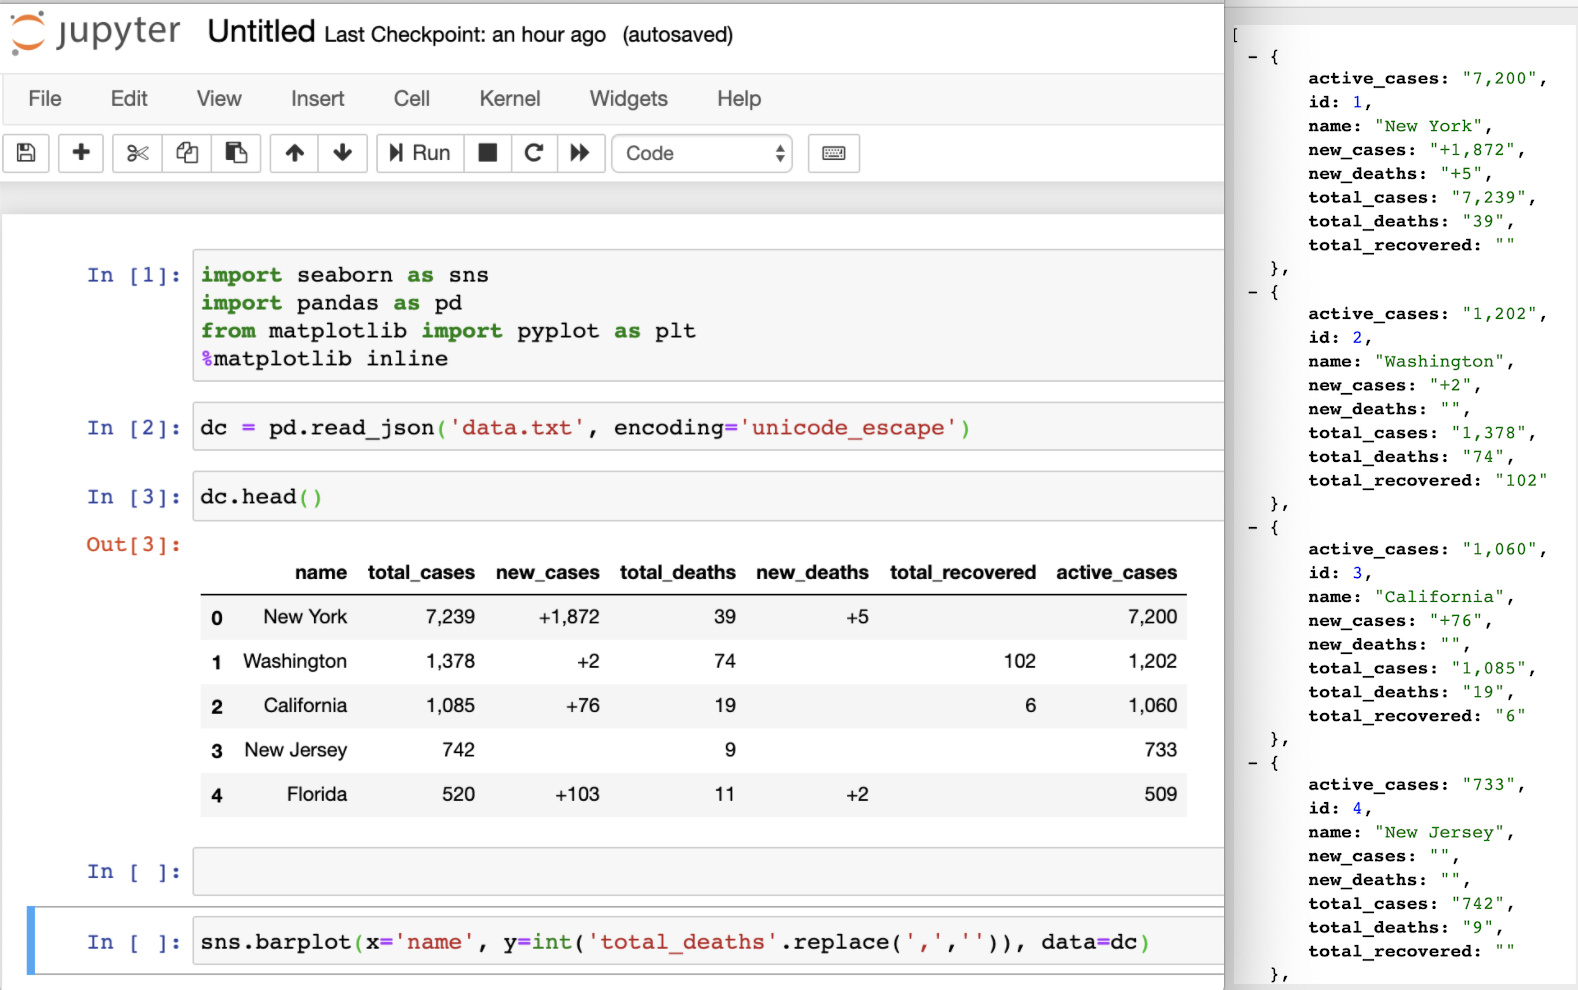 jupyter Untitled Last Checkpoint: an hour ago (autosaved)
File Edit View Insert Cell Kernel Widgets Help
Run Code
In [1]: import seaborn as sns
import pandas as pd
from matplotlib import pyplot as plt
%matplotlib inline
In [2]: dc = pd.read_json('data.txt', encoding='unicode_escape')
In [3]: dc.head()
Out[3]:
name total_cases new_cases total_deaths new_deaths total_recovered active_cases
0 New York 7,239 +1,872 39 +5 7,200
1 Washington 1,378 +2 74 102 1,202
2 California 1,085 +76 19 6 1,060
3 New Jersey 742 9 733
4 Florida 520 +103 11 +2 509
In [ ]:
In [ ]: sns.barplot(x='name', y=int('total_deaths'.replace(',','')), data=dc)
[
- {
active_cases: "7,200",
id: 1,
name: "New York",
new_cases: "+1,872",
new_deaths: "+5",
total_cases: "7,239",
total_deaths: "39",
total_recovered: ""
},
- {
active_cases: "1,202",
id: 2,
name: "Washington",
new_cases: "+2",
new_deaths: "",
total_cases: "1,378",
total_deaths: "74",
total_recovered: "102"
},
- {
active_cases: "1,060",
id: 3,
name: "California",
new_cases: "+76",
new_deaths: "",
total_cases: "1,085",
total_deaths: "19",
total_recovered: "6"
},
- {
active_cases: "733",
id: 4,
name: "New Jersey",
new_cases: "",
new_deaths: "",
total_cases: "742",
total_deaths: "9",
total_recovered: ""
},